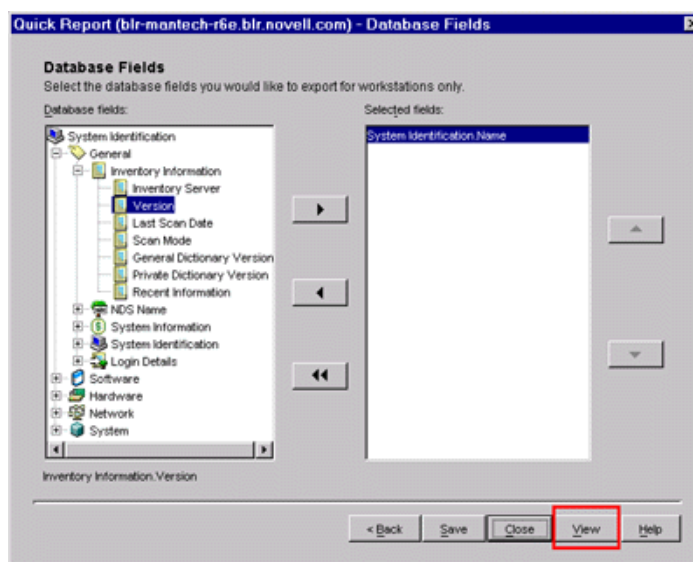 Quick Report (blr-mantech-r6e.blr.novell.com) - Database Fields
Database Fields
Select the database fields you would like to export for workstations only.
Database fields:
Selected fields:
System Identification
General
Inventory Information
Inventory Server
Version
Last Scan Date
Scan Mode
General Dictionary Version
Private Dictionary Version
Recent Information
NDS Name
System Information
System Identification
Login Details
Software
Hardware
Network
System
System Identification.Name
Inventory Information.Version
< Back
Save
Close
View
Help